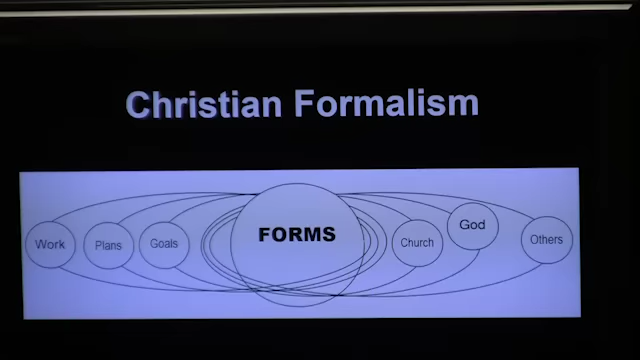 Christian Formalism
FORMS
Work
Plans
Goals
Church
God
Others